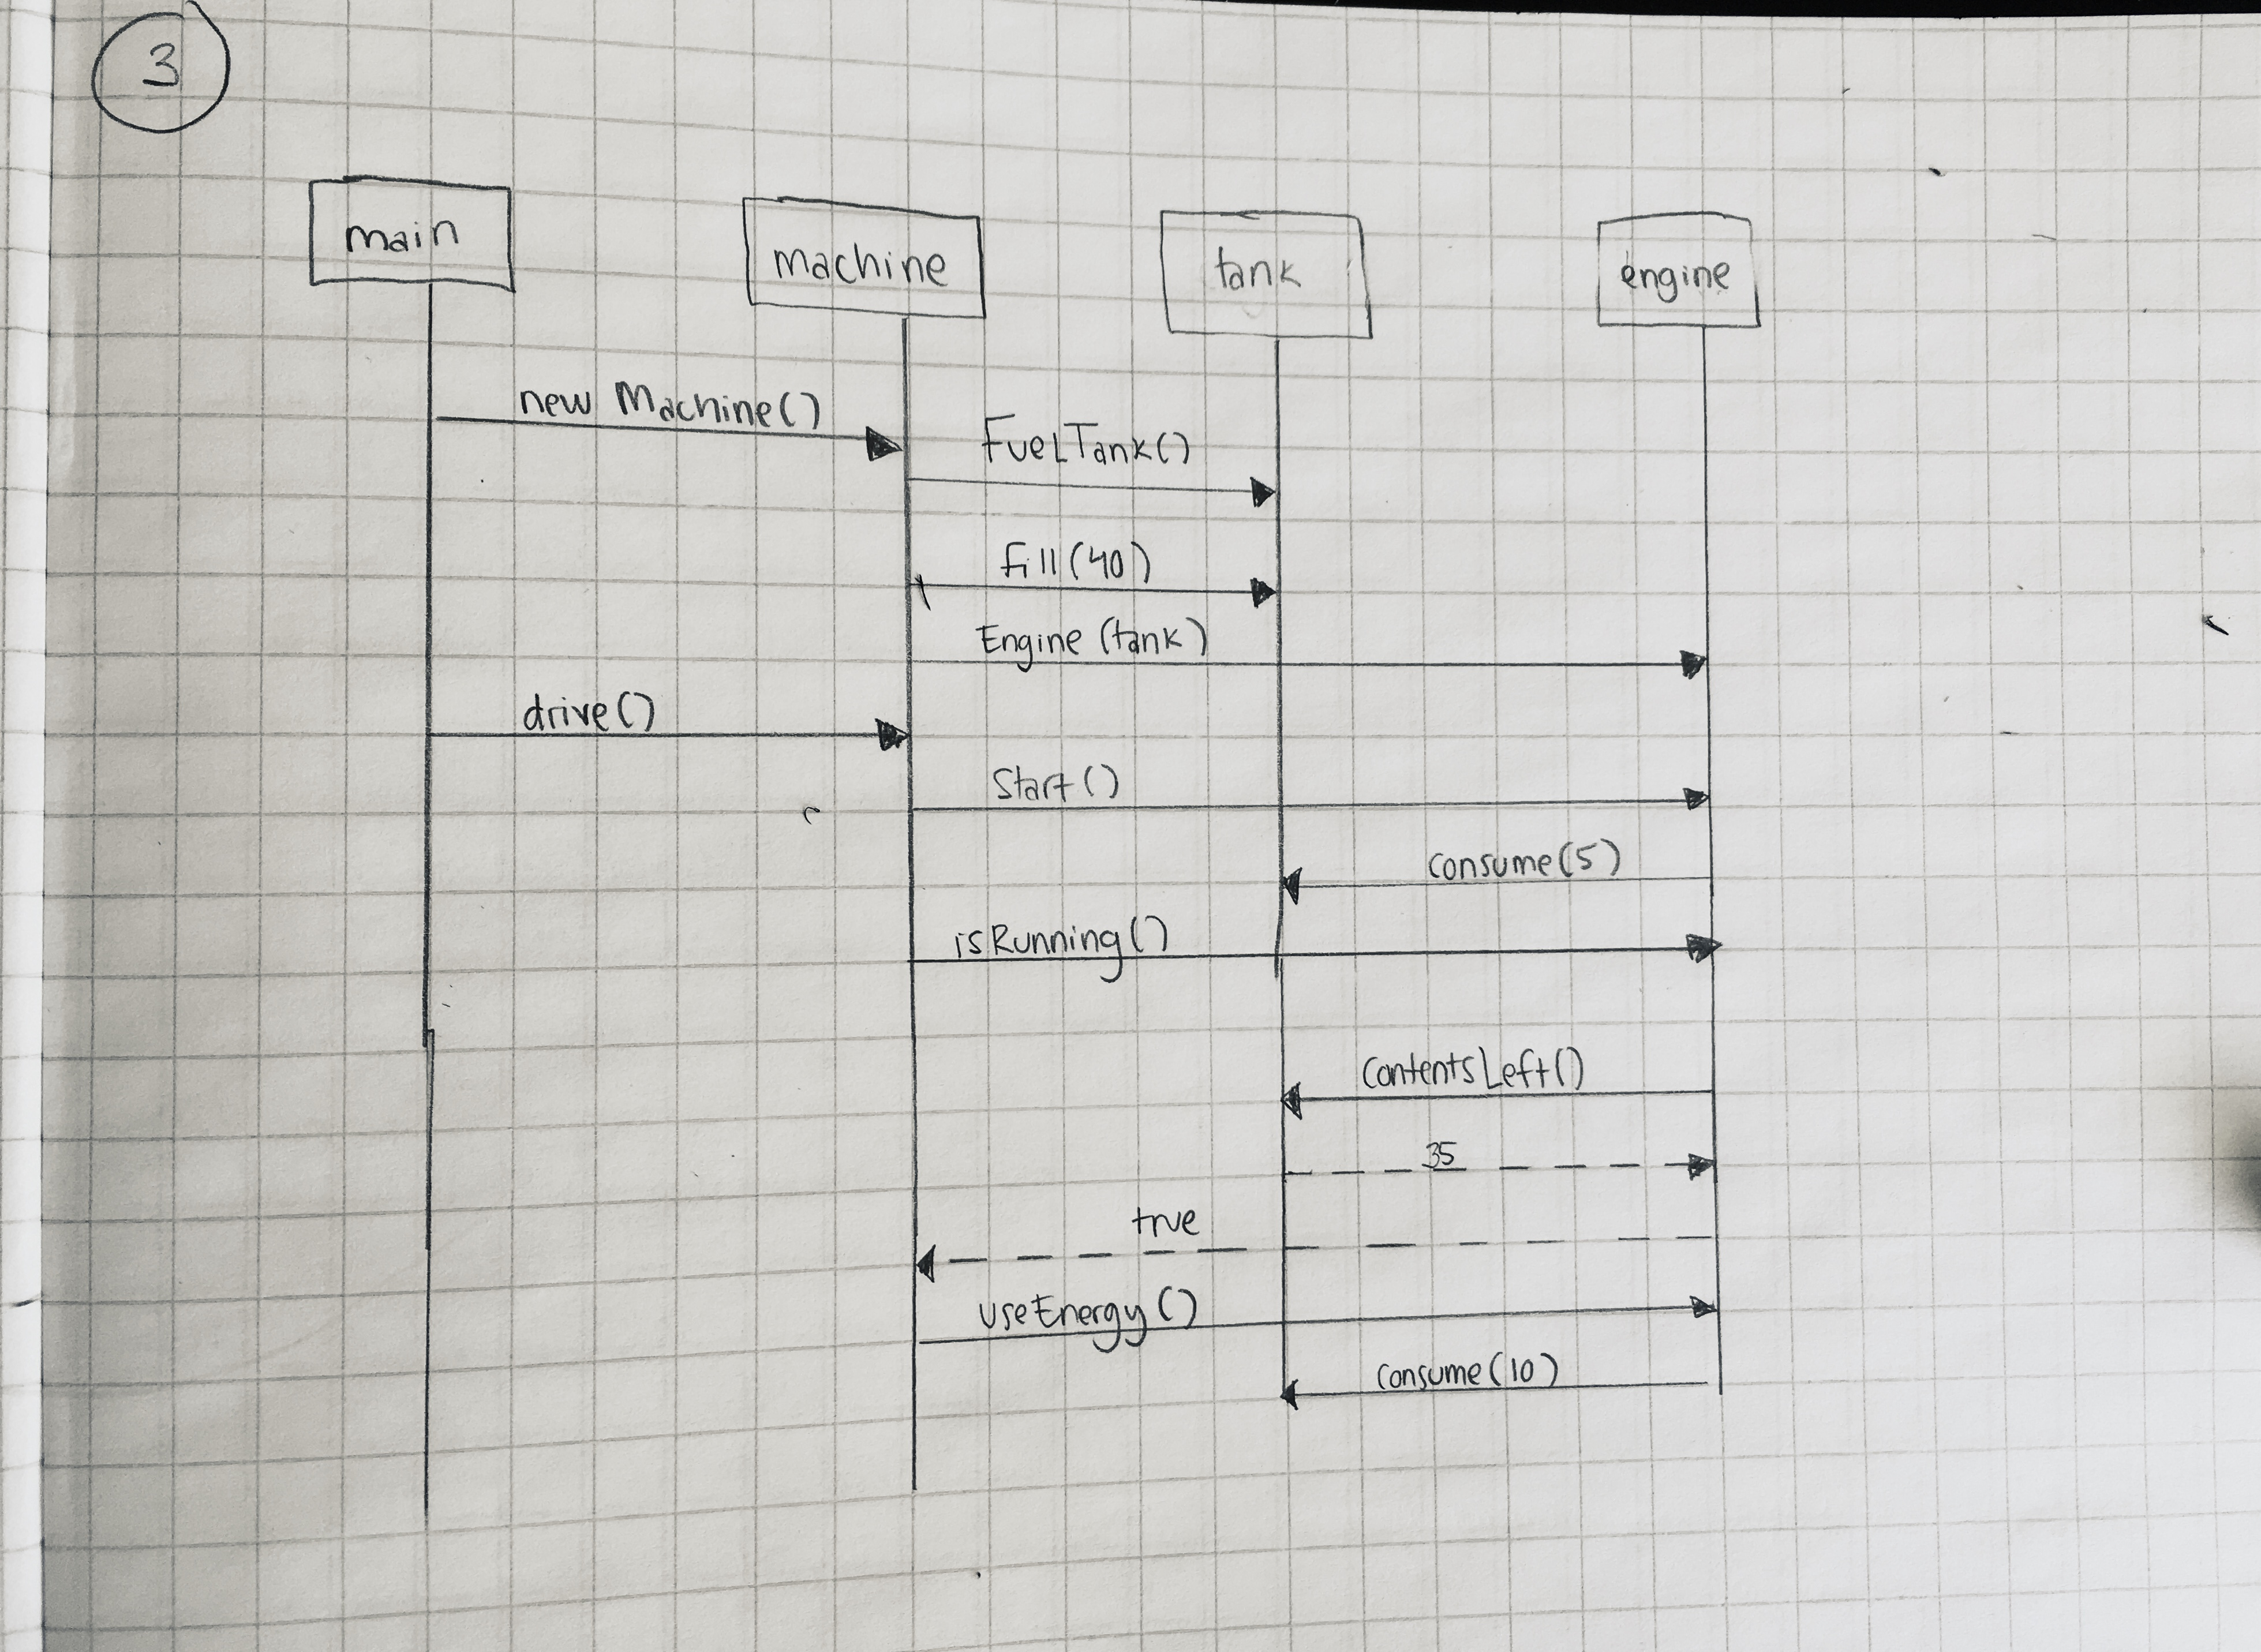 3
main
machine
tank
engine
new Machine()
FuelTank()
fill(40)
Engine (tank)
drive()
Start()
consume(5)
isRunning()
contentsLeft()
35
true
useEnergy()
consume(10)